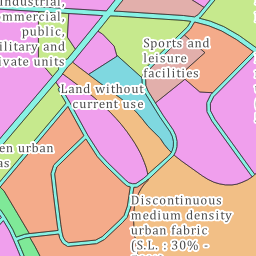 industrial,
commercial,
public,
military and
private units
Sports and
leisure
facilities
Land without
current use
urban
Discontinuous
medium density
urban fabric
(S.L. : 30% -